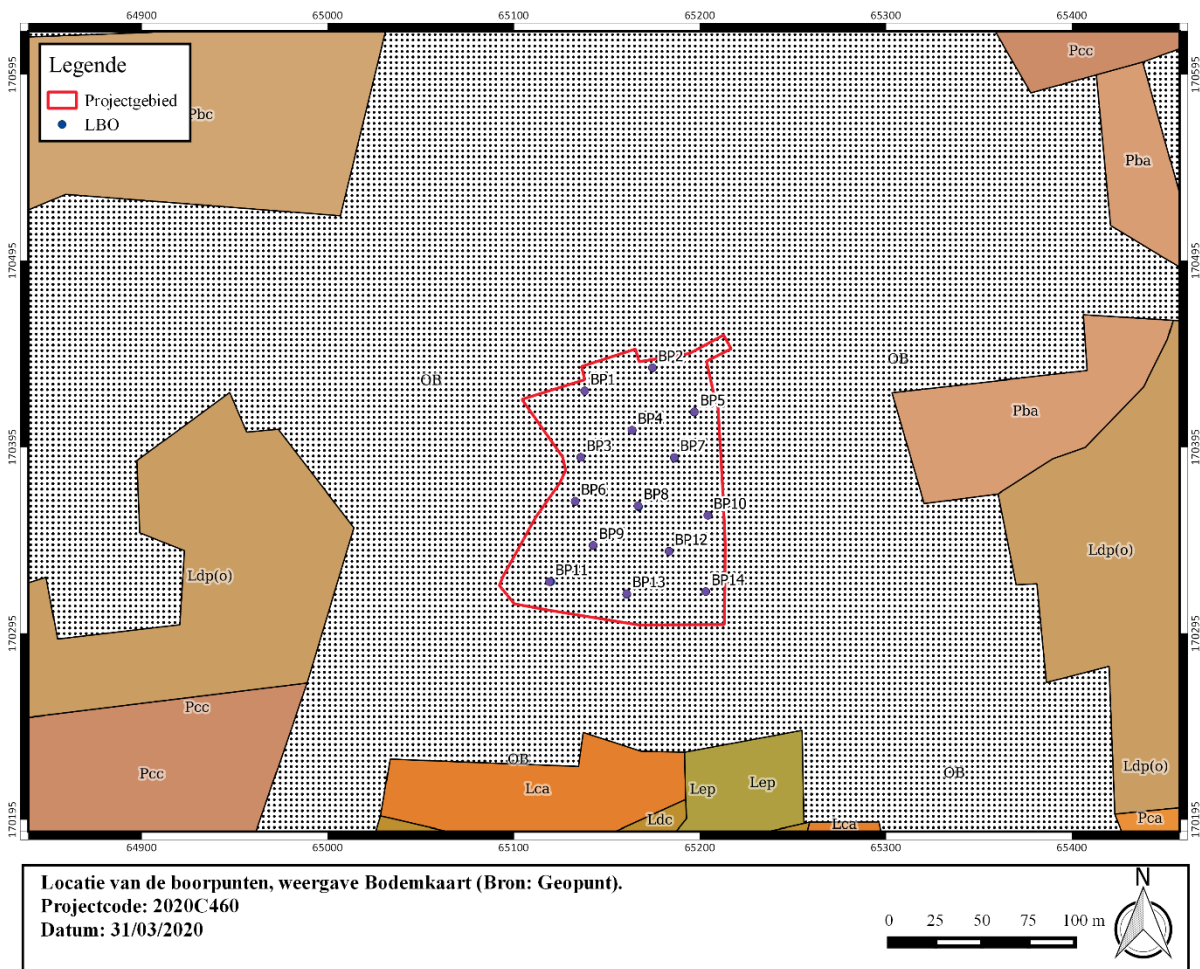 64900 65000 65100 65200 65300 65400
Legende
Projectgebied
LBO
Pbc
Pcc
Pba
170595 170595
170495 170495
OB
OB
BP2
BP1
BP5
Pba
BP4
170395 170395
BP3
BP7
BP6
BP8
BP10
BP9
BP12
Ldp(o)
Ldp(o)
BP11
BP13
BP14
170295 170295
Pcc
OB
Pcc
Lca
Lep
Lep
OB
Ldp(o)
Ldc
Lca
Pca
170195 170195
64900 65000 65100 65200 65300 65400
Locatie van de boorpunten, weergave Bodemkaart (Bron: Geopunt).
Projectcode: 2020C460
Datum: 31/03/2020
0 25 50 75 100 m
N